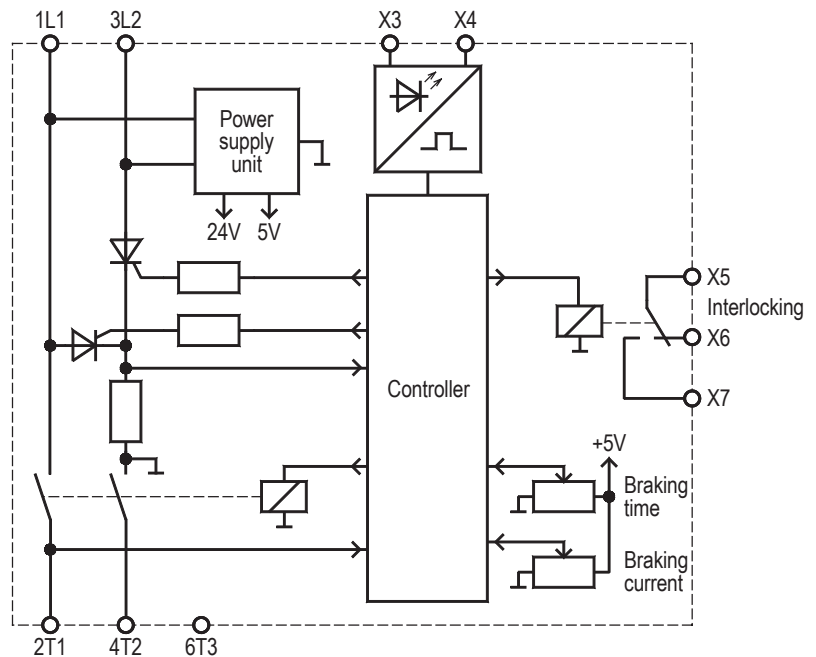 1L1
3L2
X3
X4
Power
supply
unit
24V
5V
X5
Interlocking
X6
Controller
X7
+5V
Braking
time
Braking
current
2T1
4T2
6T3